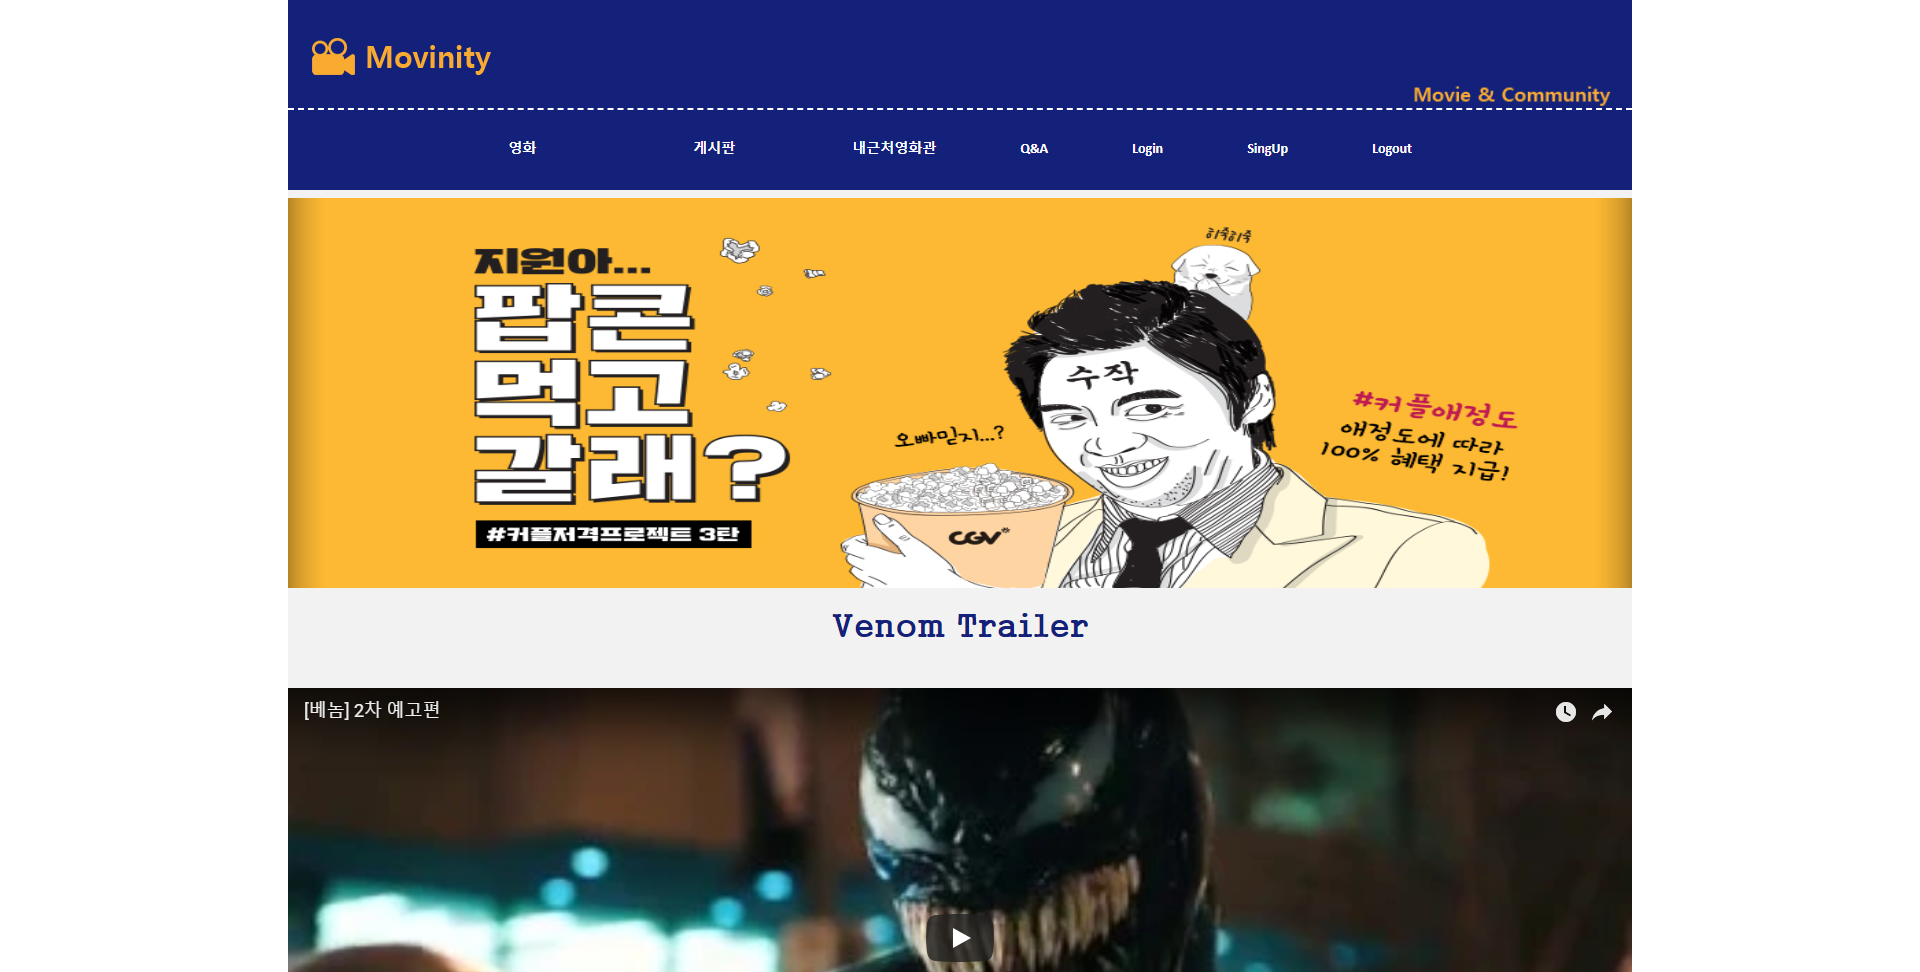 Movinity
Movie & Community
영화 게시판 내근처영화관 Q&A Login SingUp Logout
지원아...
팝콘
먹고
갈래?
#커플저격프로젝트 3탄
오빠믿지...?
CGV
수작
히쭉히쭉
#커플애정도
애정도에 따라
100% 혜택 지급!
Venom Trailer
[베놈] 2차 예고편